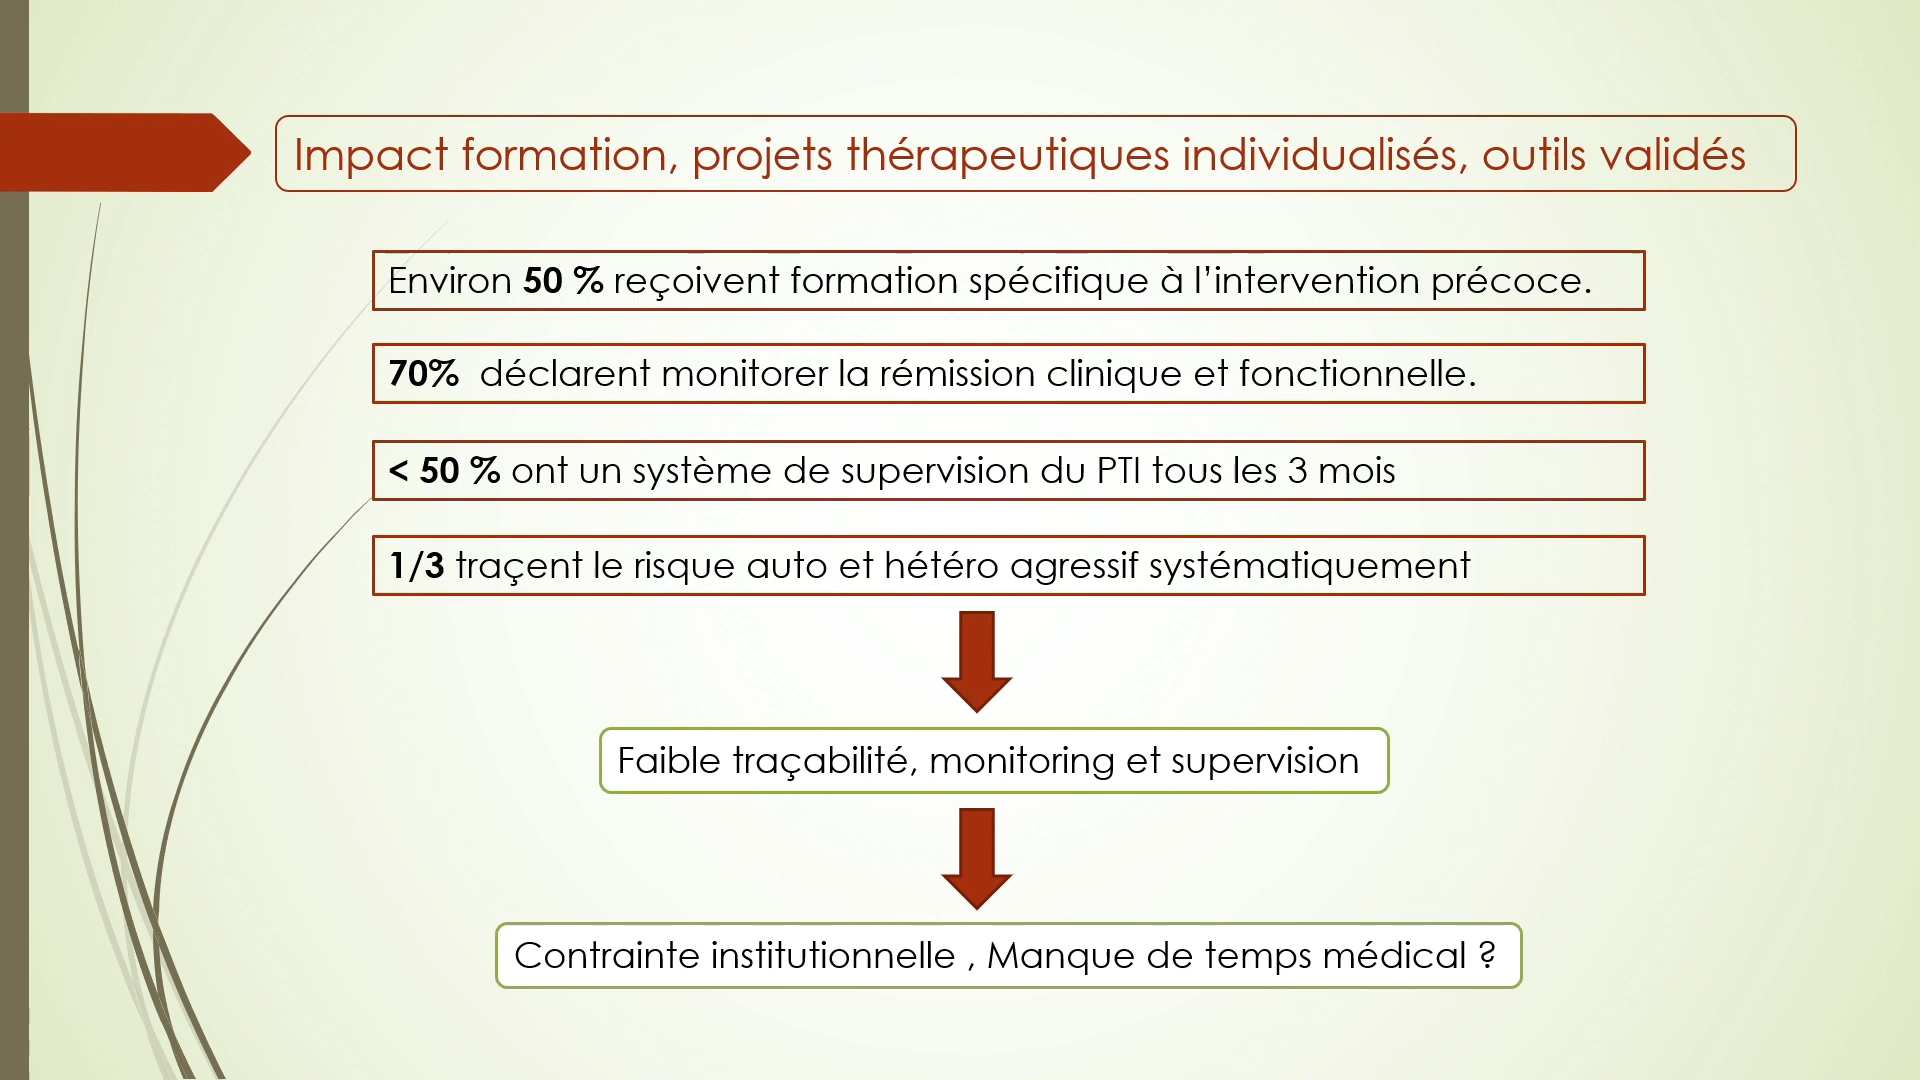 Impact formation, projets thérapeutiques individualisés, outils validés
Environ 50 % reçoivent formation spécifique à l’intervention précoce.
70%  déclarent monitorer la rémission clinique et fonctionnelle.
< 50 % ont un système de supervision du PTI tous les 3 mois
1/3 traçent le risque auto et hétéro agressif systématiquement
Faible traçabilité, monitoring et supervision
Contrainte institutionnelle , Manque de temps médical ?